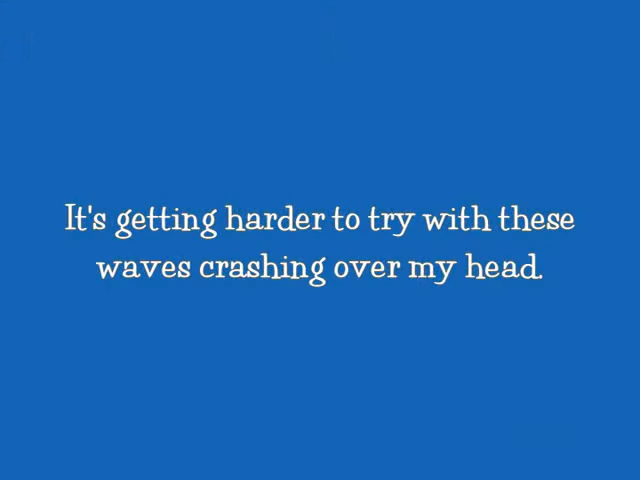 It's getting harder to try with these
waves crashing over my head.